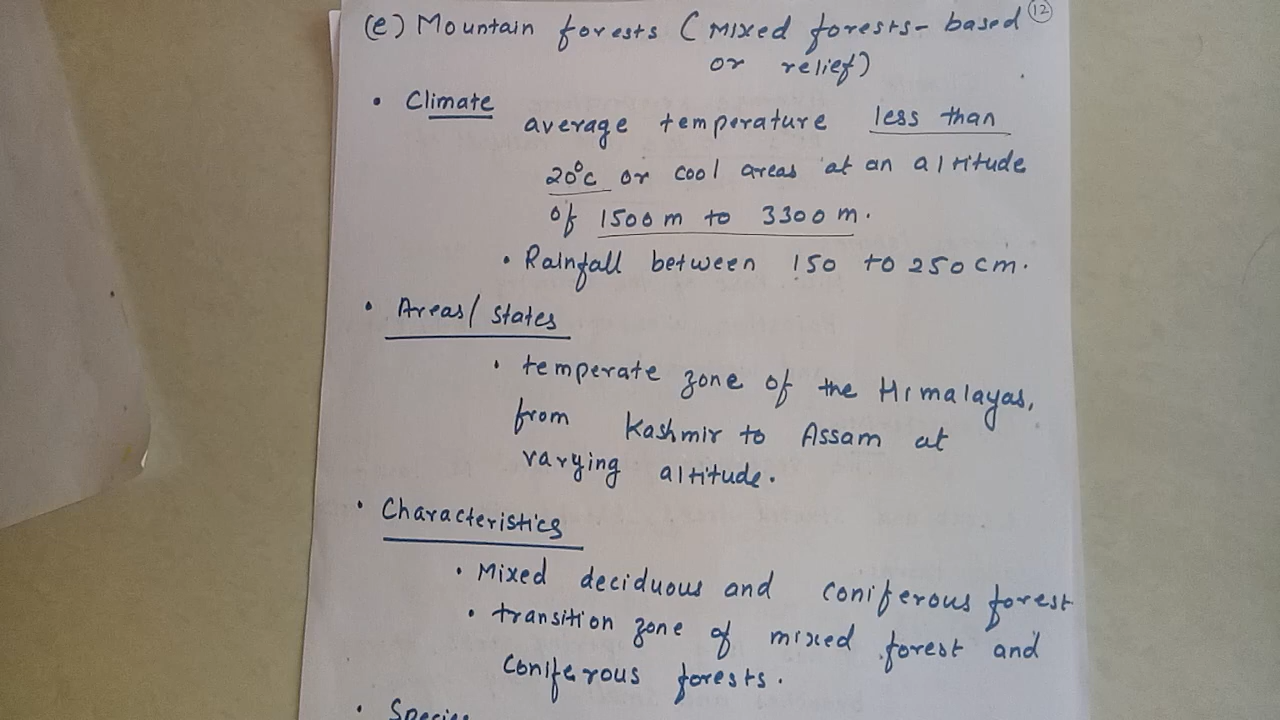 (e) Mountain forests (Mixed forests- based 12
or relief)
• Climate
average temperature less than
20°c or cool areas at an altitude
of 1500m to 3300 m.
• Rainfall between 150 to 250 cm.
• Areas/ states
• temperate zone of the Himalayas,
from Kashmir to Assam at
varying altitude.
• Characteristics
• Mixed deciduous and coniferous forest
• transition zone of mixed forest and
coniferous forests.
• Species